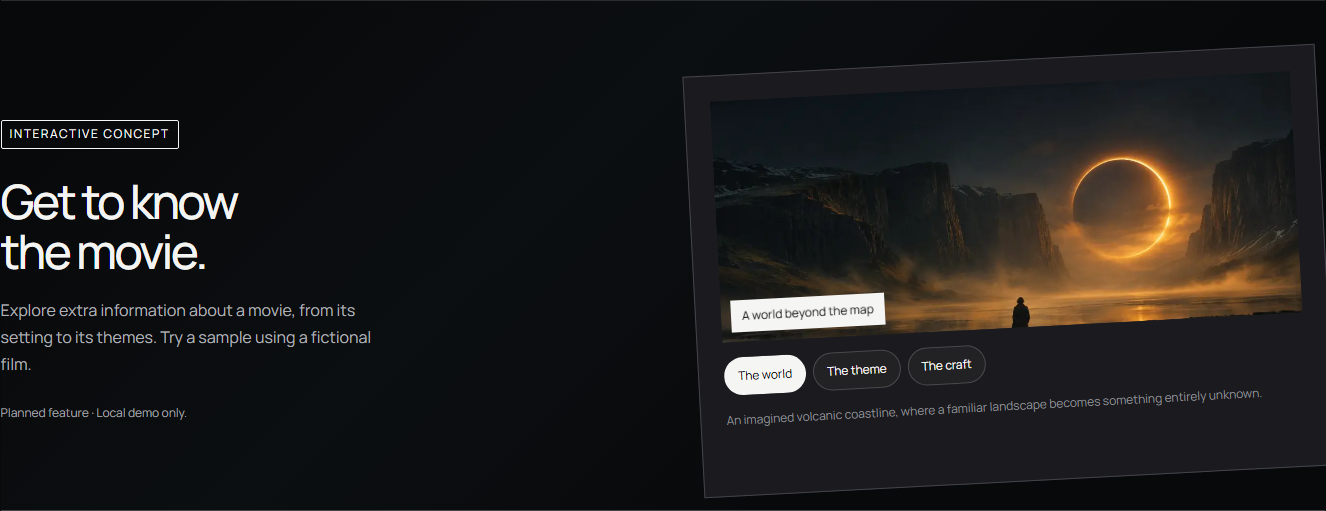 INTERACTIVE CONCEPT
Get to know
the movie.
Explore extra information about a movie, from its
setting to its themes. Try a sample using a fictional
film.
Planned feature · Local demo only.
A world beyond the map
The world
The theme
The craft
An imagined volcanic coastline, where a familiar landscape becomes something entirely unknown.